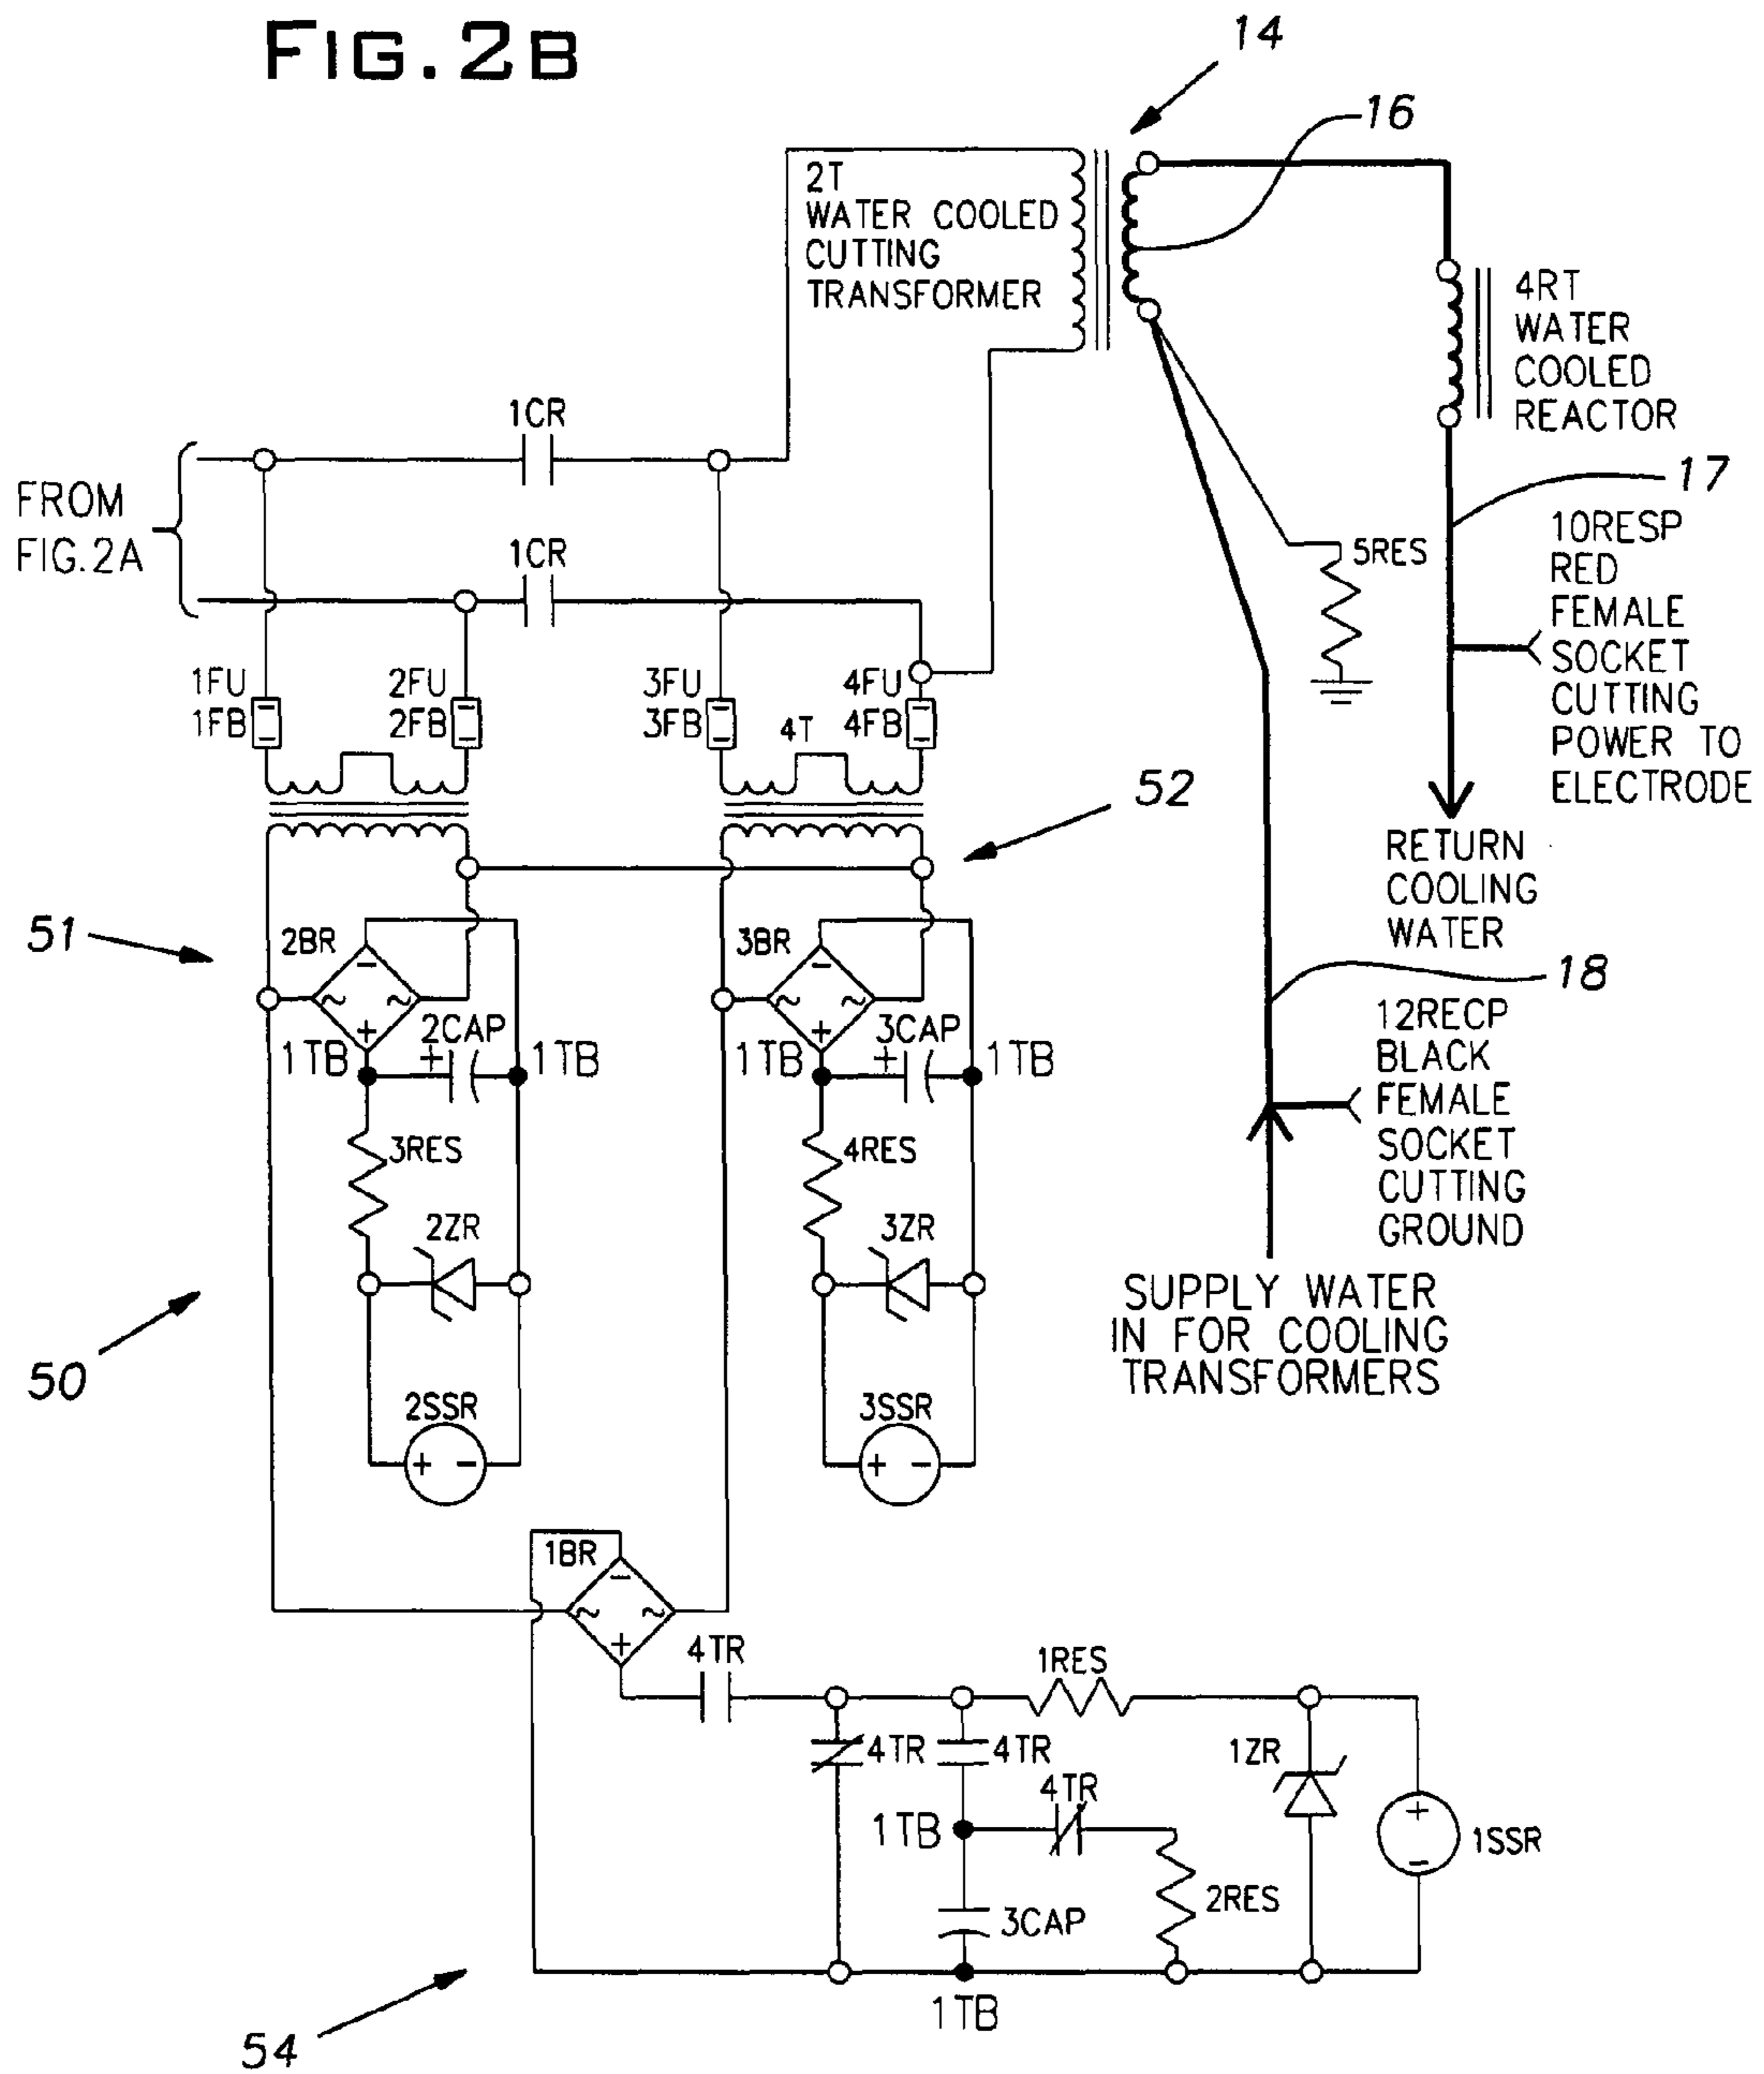 FIG. 2B
14
16
2T
WATER COOLED
CUTTING
TRANSFORMER
4RT
WATER
COOLED
REACTOR
1CR
17
FROM
FIG.2A
1CR
5RES
10RESP
RED
FEMALE
SOCKET
CUTTING
POWER TO
ELECTRODE
1FU
1FB
2FU
2FB
3FU
3FB
4T
4FU
4FB
52
RETURN
COOLING
WATER
51
2BR
-
~ ~
+
3BR
-
~ ~
+
18
1TB
+
2CAP
1TB
1TB
+
3CAP
1TB
12RECP
BLACK
FEMALE
SOCKET
CUTTING
GROUND
3RES
4RES
2ZR
3ZR
SUPPLY WATER
IN FOR COOLING
TRANSFORMERS
50
2SSR
+ -
3SSR
+ -
1BR
-
~ ~
+
4TR
1RES
4TR
4TR
1ZR
4TR
1TB
+
-
1SSR
2RES
3CAP
1TB
54